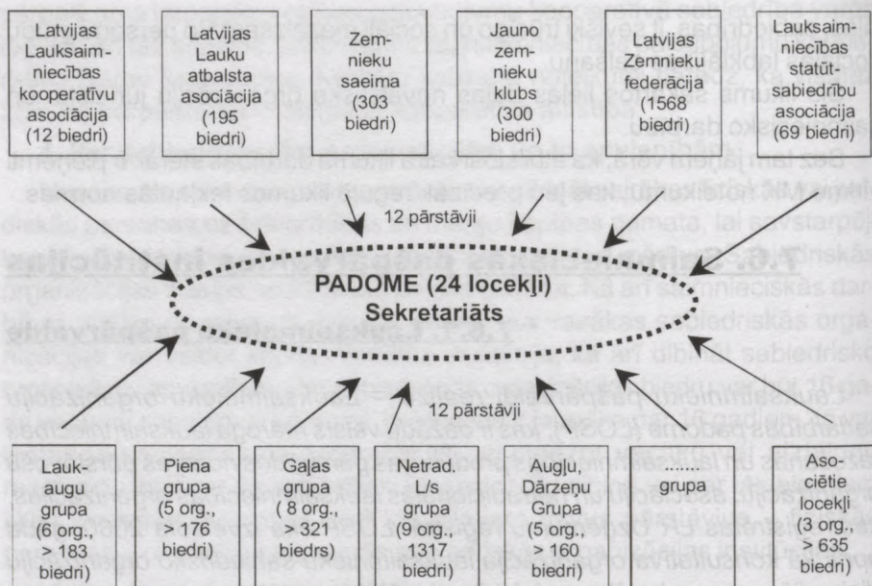 Latvijas
Lauksaim-
niecības
kooperatīvu
asociācija
(12 biedri)
Latvijas
Lauku
atbalsta
asociācija
(195
biedri)
Zem-
nieku
saeima
(303
biedri)
Jauno
zem-
nieku
klubs
(300
biedri)
Latvijas
Zemnieku
federācija
(1568
biedri)
Lauksaim-
niecības
statūtu
sabiedrību
asociācija
(69 biedri)
12 pārstāvji
PADOME (24 locekļi)
Sekretariāts
12 pārstāvji
Lauk-
augu
grupa
(6 org.,
> 183
biedri)
Piena
grupa
(5 org.,
> 176
biedri)
Gaļas
grupa
( 8 org.,
> 321
biedrs)
Netrad.
L/s
grupa
(9 org.,
1317
biedri)
Augļu,
Dārzeņu
Grupa
(5 org.,
> 160
biedri)
....grupa
Aso-
ciētie
locekļi
(3 org.,
5 635
biedri)